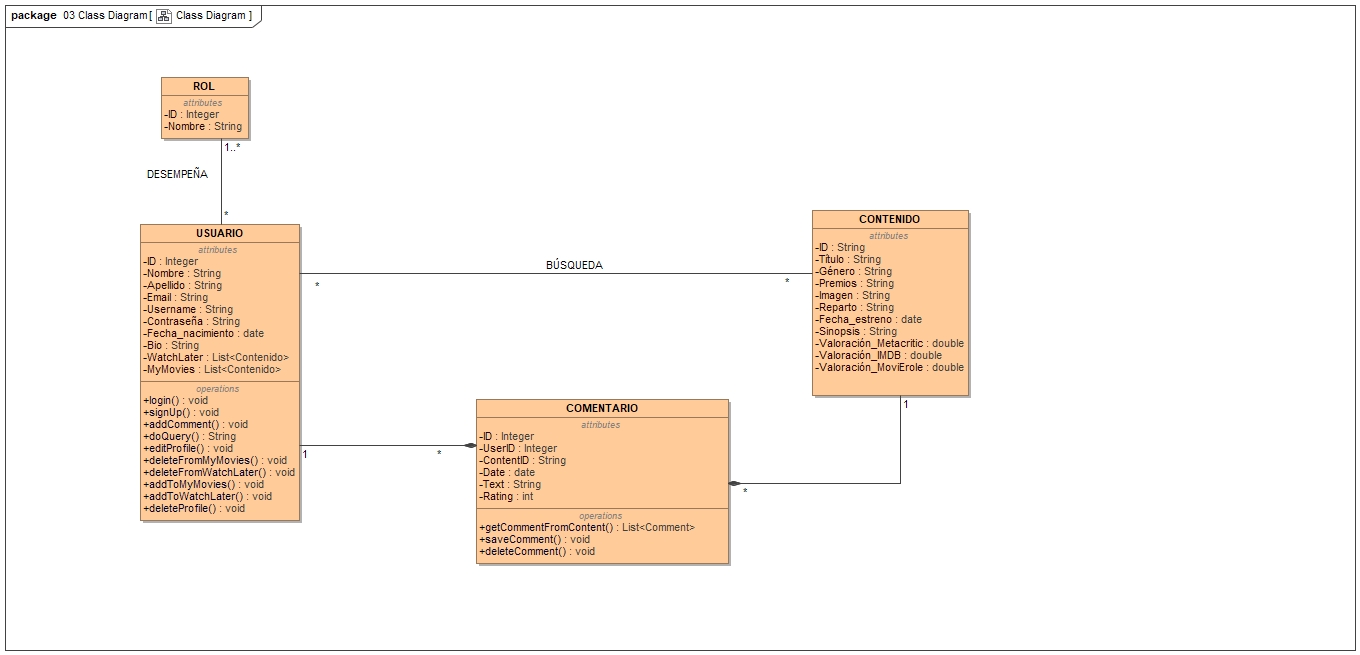 package 03 Class Diagram[ Class Diagram ]
ROL
attributes
-ID : Integer
-Nombre : String
1..*
DESEMPEÑA
*
USUARIO
attributes
-ID : Integer
-Nombre : String
-Apellido : String
-Email : String
-Username : String
-Contraseña : String
-Fecha_nacimiento : date
-Bio : String
-WatchLater : List<Contenido>
-MyMovies : List<Contenido>
operations
+login() : void
+signUp() : void
+addComment() : void
+doQuery() : String
+editProfile() : void
+deleteFromMyMovies() : void
+deleteFromWatchLater() : void
+addToMyMovies() : void
+addToWatchLater() : void
+deleteProfile() : void
BÚSQUEDA
*
*
CONTENIDO
attributes
-ID : String
-Título : String
-Género : String
-Premios : String
-Imagen : String
-Reparto : String
-Fecha_estreno : date
-Sinopsis : String
-Valoración_Metacritic : double
-Valoración_IMDB : double
-Valoración_MoviErole : double
1
1
*
COMENTARIO
attributes
-ID : Integer
-UserID : Integer
-ContentID : String
-Date : date
-Text : String
-Rating : int
operations
+getCommentFromContent() : List<Comment>
+saveComment() : void
+deleteComment() : void
*